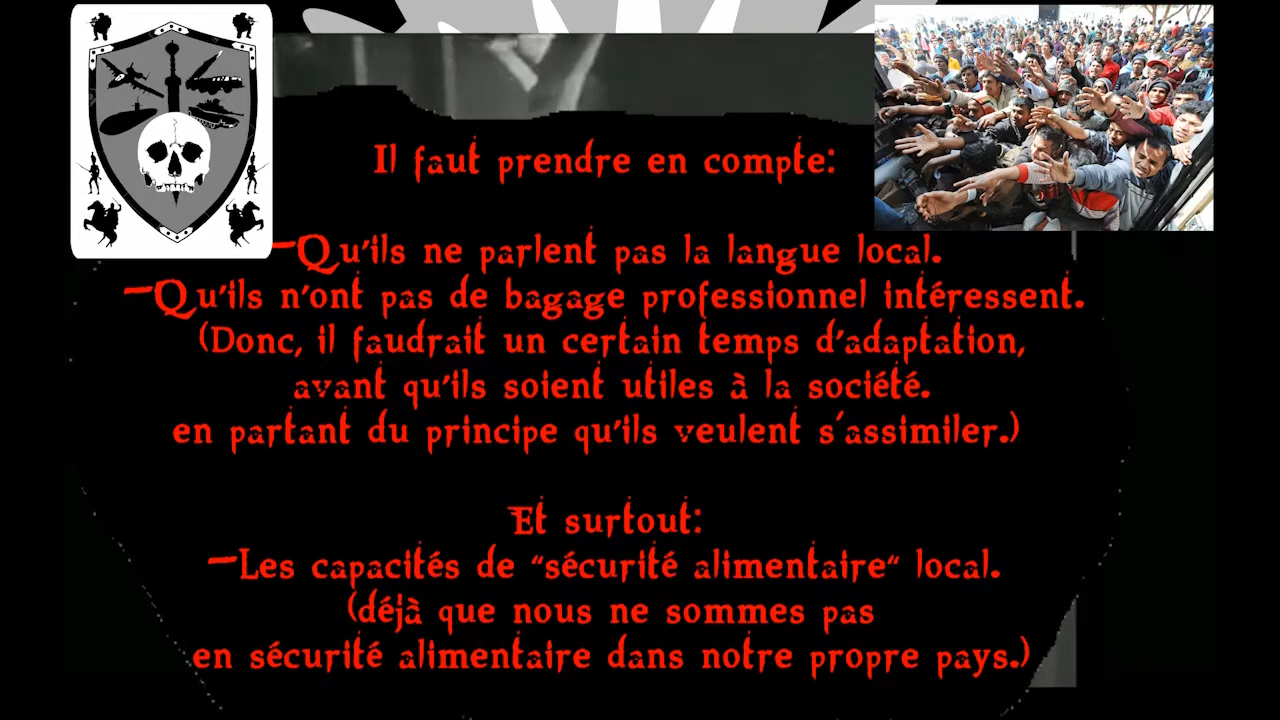 Il faut prendre en compte:
-Qu'ils ne parlent pas la langue local.
-Qu'ils n'ont pas de bagage professionnel intéressent.
(Donc, il faudrait un certain temps d'adaptation,
avant qu'ils soient utiles à la société.
en partant du principe qu'ils veulent s'assimiler.)
Et surtout:
-Les capacités de "sécurité alimentaire" local.
(déjà que nous ne sommes pas
en sécurité alimentaire dans notre propre pays.)